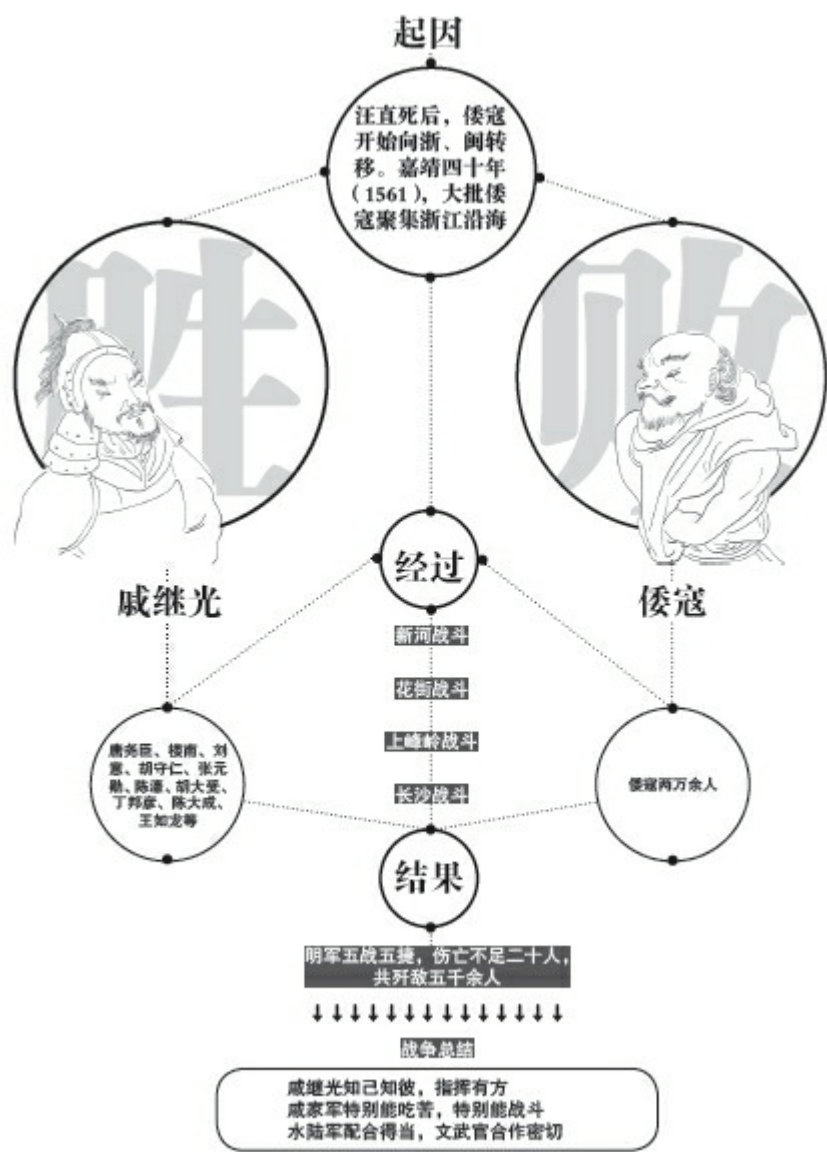 起因
汪直死后，倭寇
开始向浙、闽转
移。嘉靖四十年
（1561），大批倭
寇聚集浙江沿海
胜
败
戚继光
倭寇
经过
新河战斗
花街战斗
上峰岭战斗
长沙战斗
唐尧臣、楼南、刘
意、胡守仁、张元
勋、陈濠、胡大受、
丁邦彦、陈大成、
王如龙等
倭寇两万余人
结果
明军五战五捷，伤亡不足二十人，
共歼敌五千余人
战争总结
戚继光知己知彼，指挥有方
戚家军特别能吃苦，特别能战斗
水陆军配合得当，文武官合作密切